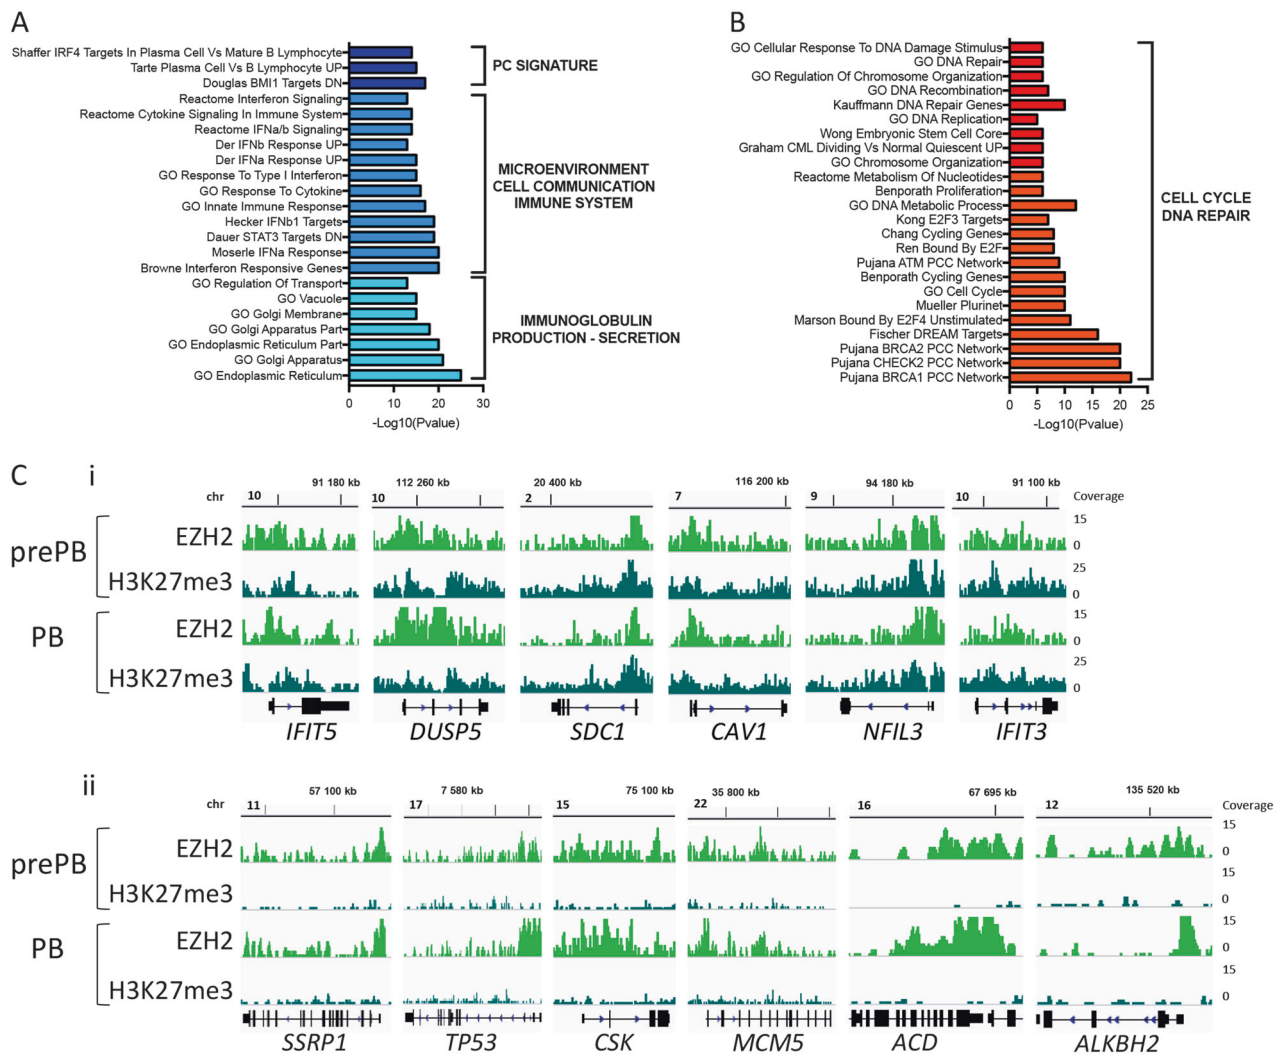 A
Shaffer IRF4 Targets In Plasma Cell Vs Mature B Lymphocyte
Tarte Plasma Cell Vs B Lymphocyte UP
Douglas BMI1 Targets DN
Reactome Interferon Signaling
Reactome Cytokine Signaling In Immune System
Reactome IFNa/b Signaling
Der IFNb Response UP
Der IFNa Response UP
GO Response To Type I Interferon
GO Response To Cytokine
GO Innate Immune Response
Hecker IFNb1 Targets
Dauer STAT3 Targets DN
Moserle IFNa Response
Browne Interferon Responsive Genes
GO Regulation Of Transport
GO Vacuole
GO Golgi Membrane
GO Golgi Apparatus Part
GO Endoplasmic Reticulum Part
GO Golgi Apparatus
GO Endoplasmic Reticulum
0 10 20 30
-Log10(Pvalue)
PC SIGNATURE
MICROENVIRONMENT
CELL COMMUNICATION
IMMUNE SYSTEM
IMMUNOGLOBULIN
PRODUCTION - SECRETION
B
GO Cellular Response To DNA Damage Stimulus
GO DNA Repair
GO Regulation Of Chromosome Organization
GO DNA Recombination
Kauffmann DNA Repair Genes
GO DNA Replication
Wong Embryonic Stem Cell Core
Graham CML Dividing Vs Normal Quiescent UP
GO Chromosome Organization
Reactome Metabolism Of Nucleotides
Benporath Proliferation
GO DNA Metabolic Process
Kong E2F3 Targets
Chang Cycling Genes
Ren Bound By E2F
Pujana ATM PCC Network
Benporath Cycling Genes
GO Cell Cycle
Mueller Plurinet
Marson Bound By E2F4 Unstimulated
Fischer DREAM Targets
Pujana BRCA2 PCC Network
Pujana CHECK2 PCC Network
Pujana BRCA1 PCC Network
0 5 10 15 20 25
-Log10(Pvalue)
CELL CYCLE
DNA REPAIR
C i
91 180 kb 112 260 kb 20 400 kb 116 200 kb 94 180 kb 91 100 kb
chr 10 10 2 7 9 10 Coverage
prePB
EZH2 15 0
H3K27me3 25 0
PB
EZH2 15 0
H3K27me3 25 0
IFIT5 DUSP5 SDC1 CAV1 NFIL3 IFIT3
ii
57 100 kb 7 580 kb 75 100 kb 35 800 kb 67 695 kb 135 520 kb
chr 11 17 15 22 16 12 Coverage
prePB
EZH2 15 0
H3K27me3 15 0
PB
EZH2 15 0
H3K27me3 15 0
SSRP1 TP53 CSK MCM5 ACD ALKBH2